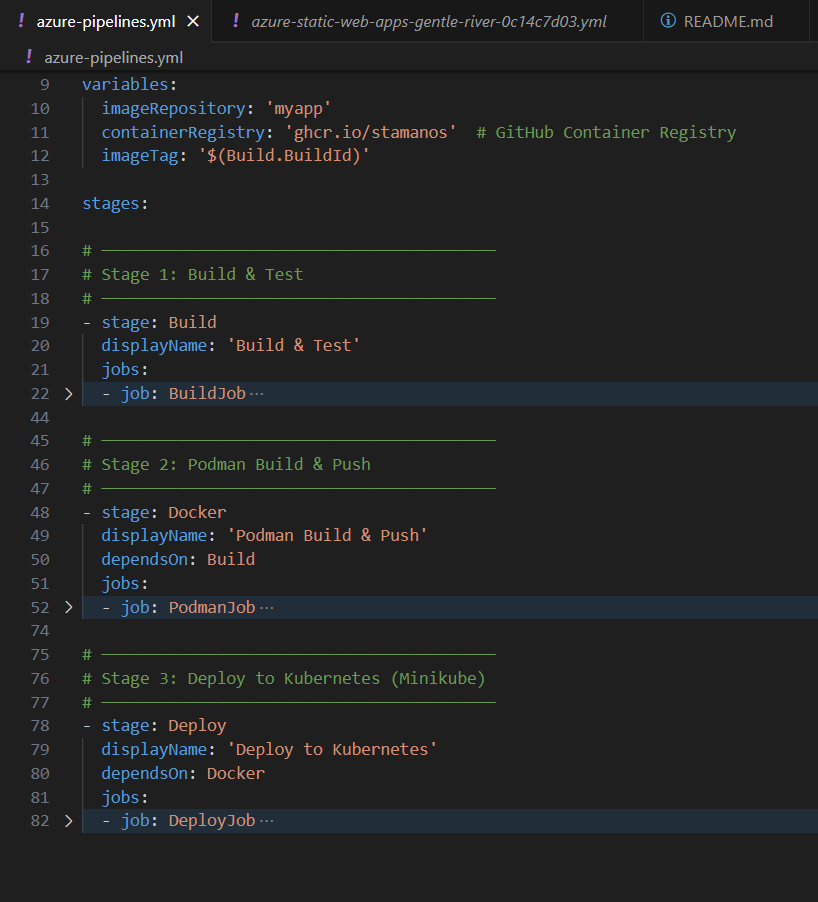 ! azure-pipelines.yml × ! azure-static-web-apps-gentle-river-0c14c7d03.yml ⓘ README.md
! azure-pipelines.yml
9 variables:
10 imageRepository: 'myapp'
11 containerRegistry: 'ghcr.io/stamanos'  # GitHub Container Registry
12 imageTag: '$(Build.BuildId)'
13
14 stages:
15
16 # ─────────────────────────────────────────
17 # Stage 1: Build & Test
18 # ─────────────────────────────────────────
19 - stage: Build
20 displayName: 'Build & Test'
21 jobs:
22 > - job: BuildJob ···
44
45 # ─────────────────────────────────────────
46 # Stage 2: Podman Build & Push
47 # ─────────────────────────────────────────
48 - stage: Docker
49 displayName: 'Podman Build & Push'
50 dependsOn: Build
51 jobs:
52 > - job: PodmanJob ···
74
75 # ─────────────────────────────────────────
76 # Stage 3: Deploy to Kubernetes (Minikube)
77 # ─────────────────────────────────────────
78 - stage: Deploy
79 displayName: 'Deploy to Kubernetes'
80 dependsOn: Docker
81 jobs:
82 > - job: DeployJob ···